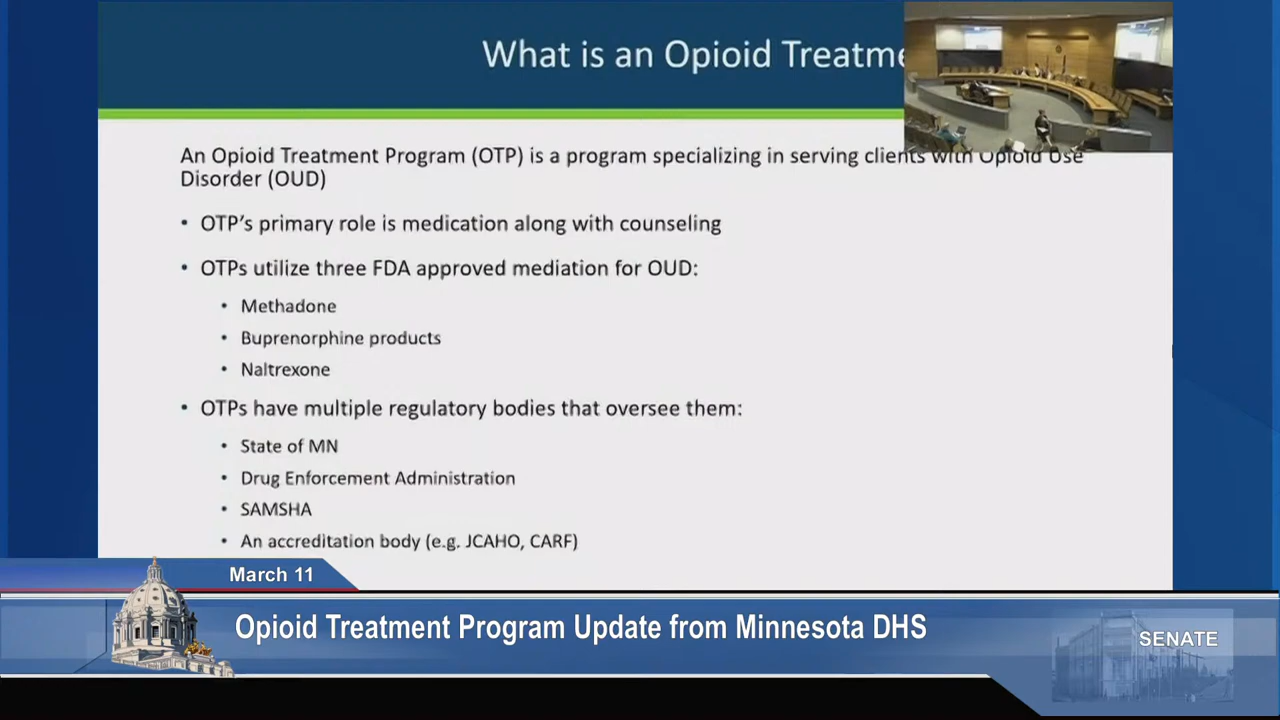 What is an Opioid Treatme
An Opioid Treatment Program (OTP) is a program specializing in serving clients with Opioid Use
Disorder (OUD)
• OTP's primary role is medication along with counseling
• OTPs utilize three FDA approved mediation for OUD:
• Methadone
• Buprenorphine products
• Naltrexone
• OTPs have multiple regulatory bodies that oversee them:
• State of MN
• Drug Enforcement Administration
• SAMSHA
• An accreditation body (e.g. JCAHO, CARF)
March 11
Opioid Treatment Program Update from Minnesota DHS
SENATE